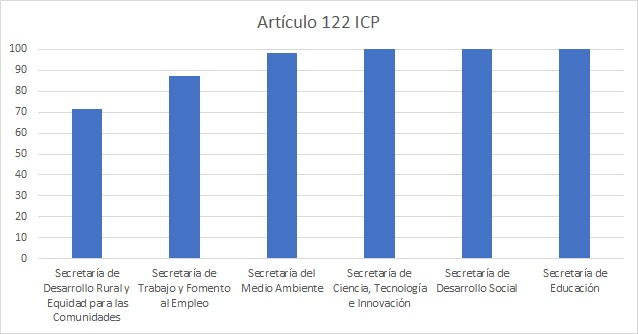 Artículo 122 ICP
100
90
80
70
60
50
40
30
20
10
0
Secretaría de
Desarrollo Rural y
Equidad para las
Comunidades
Secretaría de
Trabajo y Fomento
al Empleo
Secretaría del
Medio Ambiente
Secretaría de
Ciencia, Tecnología
e Innovación
Secretaría de
Desarrollo Social
Secretaría de
Educación